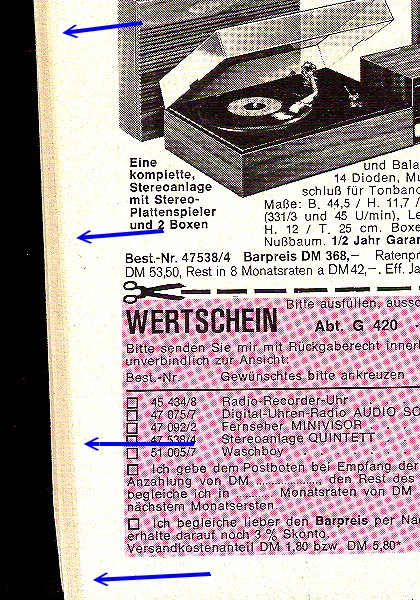 Eine
komplette,
Stereoanlage
mit Stereo-
Plattenspieler
und 2 Boxen
und Bala
14 Dioden, Mu
schluß für Tonband
Maße: B. 44,5 / H. 11,7 /
(331/3 und 45 U/min), Le
H. 12 / T. 25 cm. Boxe
Nußbaum. 1/2 Jahr Garan
Best.-Nr. 47538/4 Barpreis DM 368,– Ratenpr
DM 53,50, Rest in 8 Monatsraten a DM 42,–. Eff. Ja
Bitte ausfüllen, aussc
WERTSCHEIN Abt. G 420
Bitte senden Sie mir mit Rückgaberecht inner
unverbindlich zur Ansicht:
Best.-Nr. Gewünschtes bitte ankreuzen
45 434/8 Radio-Recorder-Uhr
47 075/7 Digital-Uhren-Radio AUDIO SO
47 092/2 Fernseher MINIVISOR
47 538/4 Stereoanlage QUINTETT
51 005/7 Waschboy
Ich gebe dem Postboten bei Empfang der
Anzahlung von DM ............, den Rest des
begleiche ich in ........ Monatsraten von DM
nächstem Monatsersten.
Ich begleiche lieber den Barpreis per Na
erhalte darauf noch 3 % Skonto.
Versandkostenanteil DM 1,80 bzw. DM 5,80*